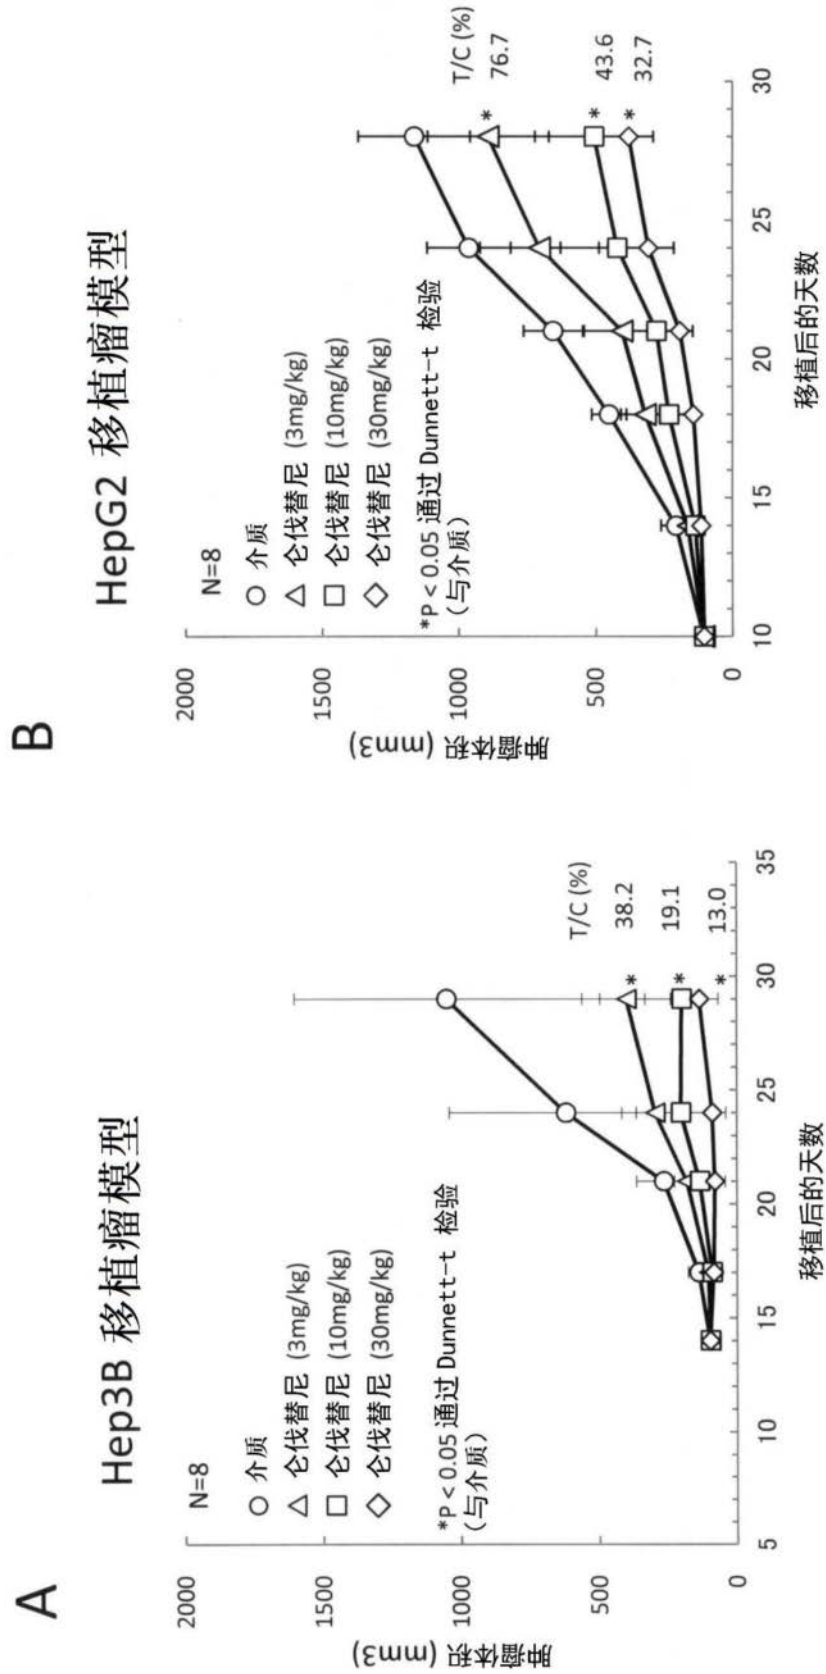 A
Hep3B 移植瘤模型
N=8
介质
仑伐替尼 (3mg/kg)
仑伐替尼 (10mg/kg)
仑伐替尼 (30mg/kg)
*P < 0.05 通过 Dunnett-t 检验
（与介质）
肿瘤体积 (mm3)
2000
1500
1000
500
0
5
10
15
20
25
30
35
移植后的天数
T/C (%)
38.2
*
19.1
*
13.0
*
B
HepG2 移植瘤模型
N=8
介质
仑伐替尼 (3mg/kg)
仑伐替尼 (10mg/kg)
仑伐替尼 (30mg/kg)
*P < 0.05 通过 Dunnett-t 检验
（与介质）
肿瘤体积 (mm3)
2000
1500
1000
500
0
10
15
20
25
30
移植后的天数
T/C (%)
76.7
*
43.6
*
32.7
*